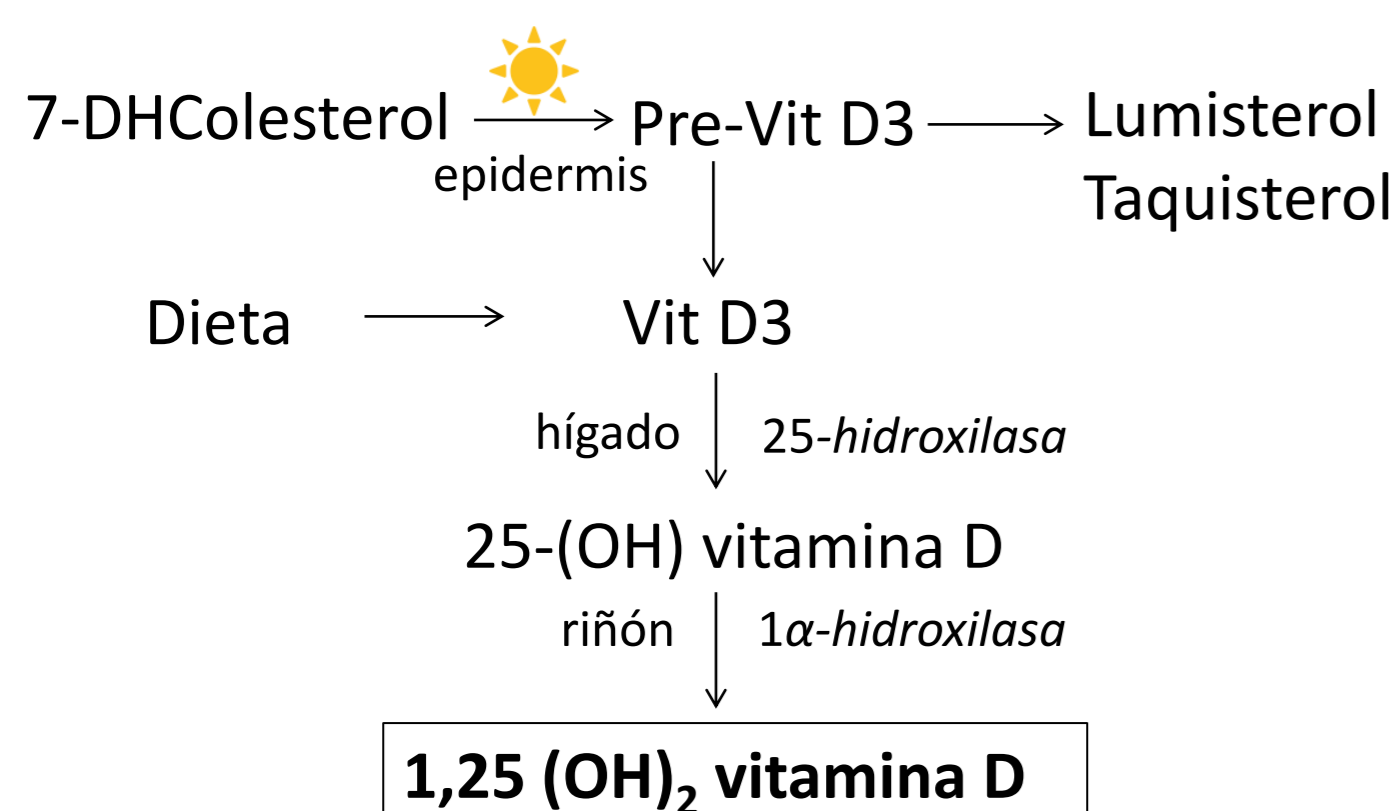 7-DHColesterol
epidermis
Pre-Vit D3
Lumisterol
Taquisterol
Dieta
Vit D3
hígado
25-hidroxilasa
25-(OH) vitamina D
riñón
1α-hidroxilasa
1,25 (OH)₂ vitamina D